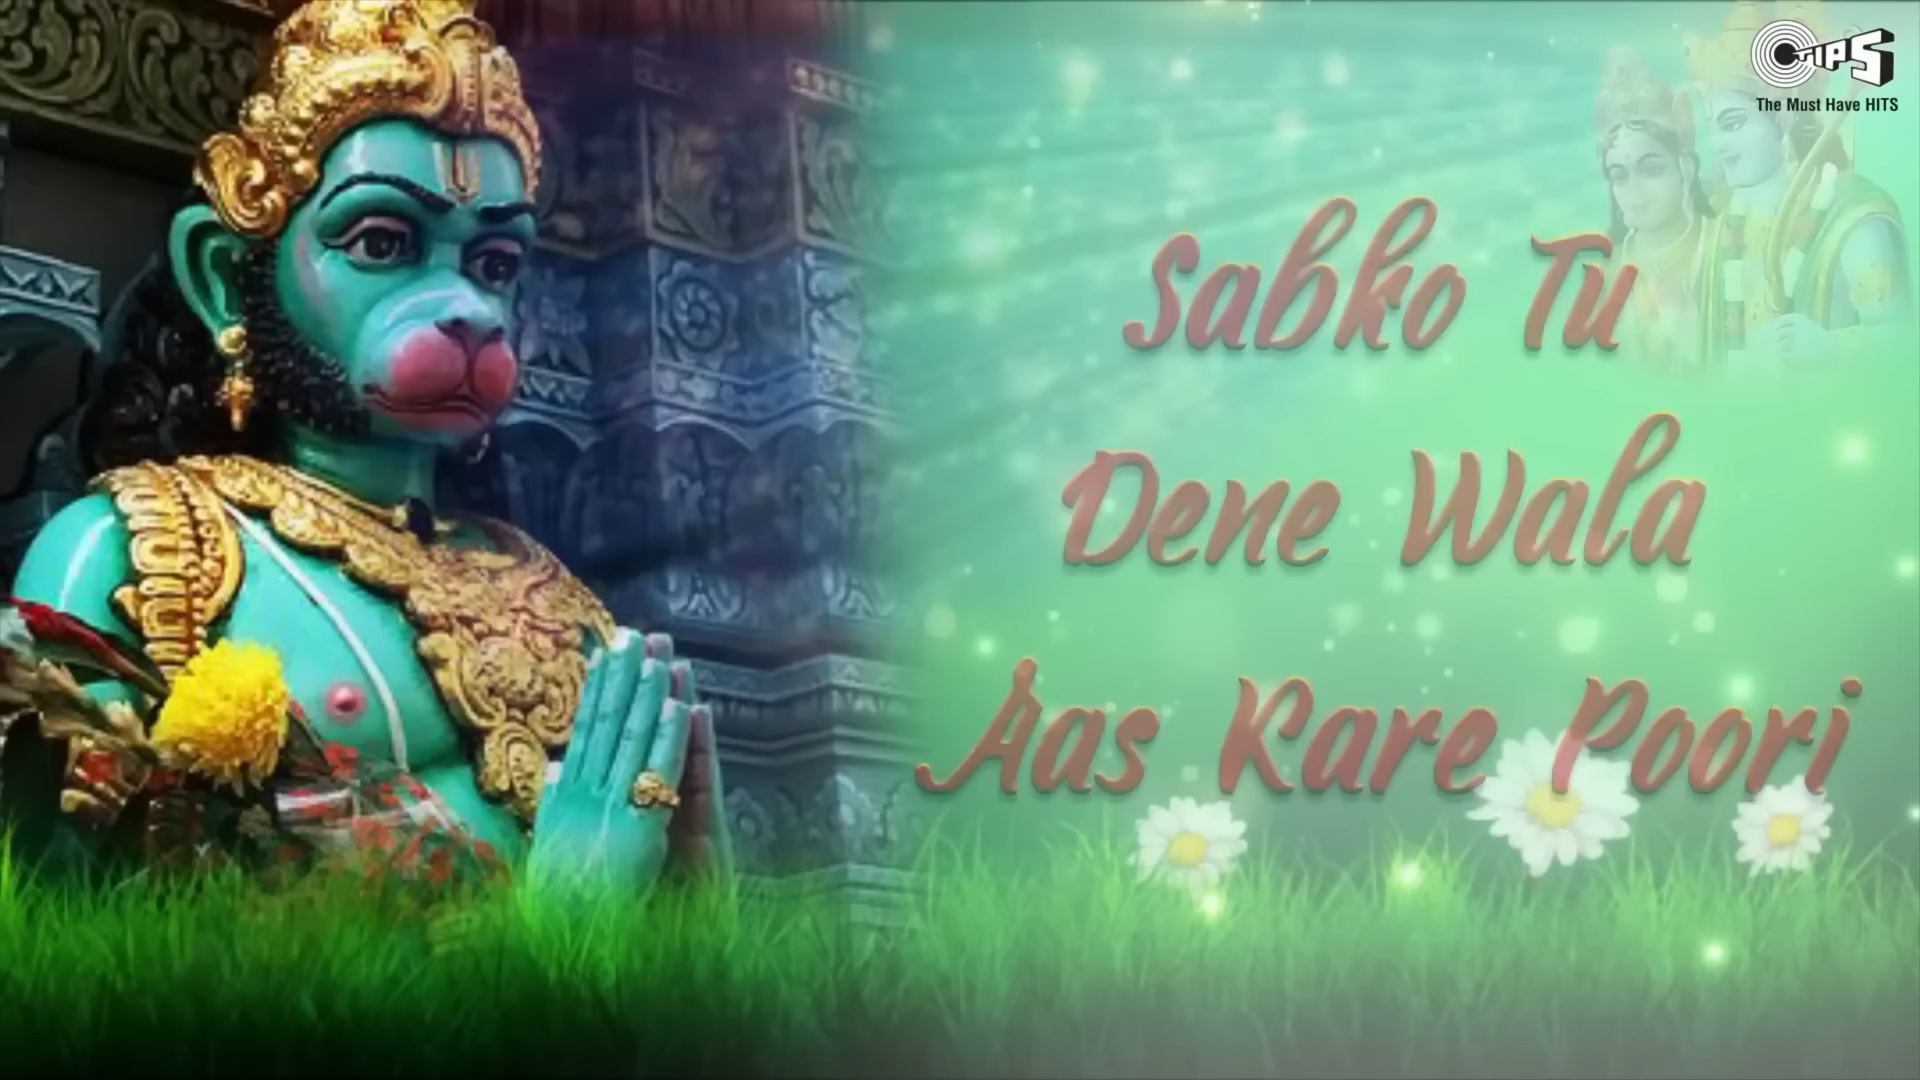 TIPS
The Must Have HITS
Sabko Tu
Dene Wala
Aas Kare Poori